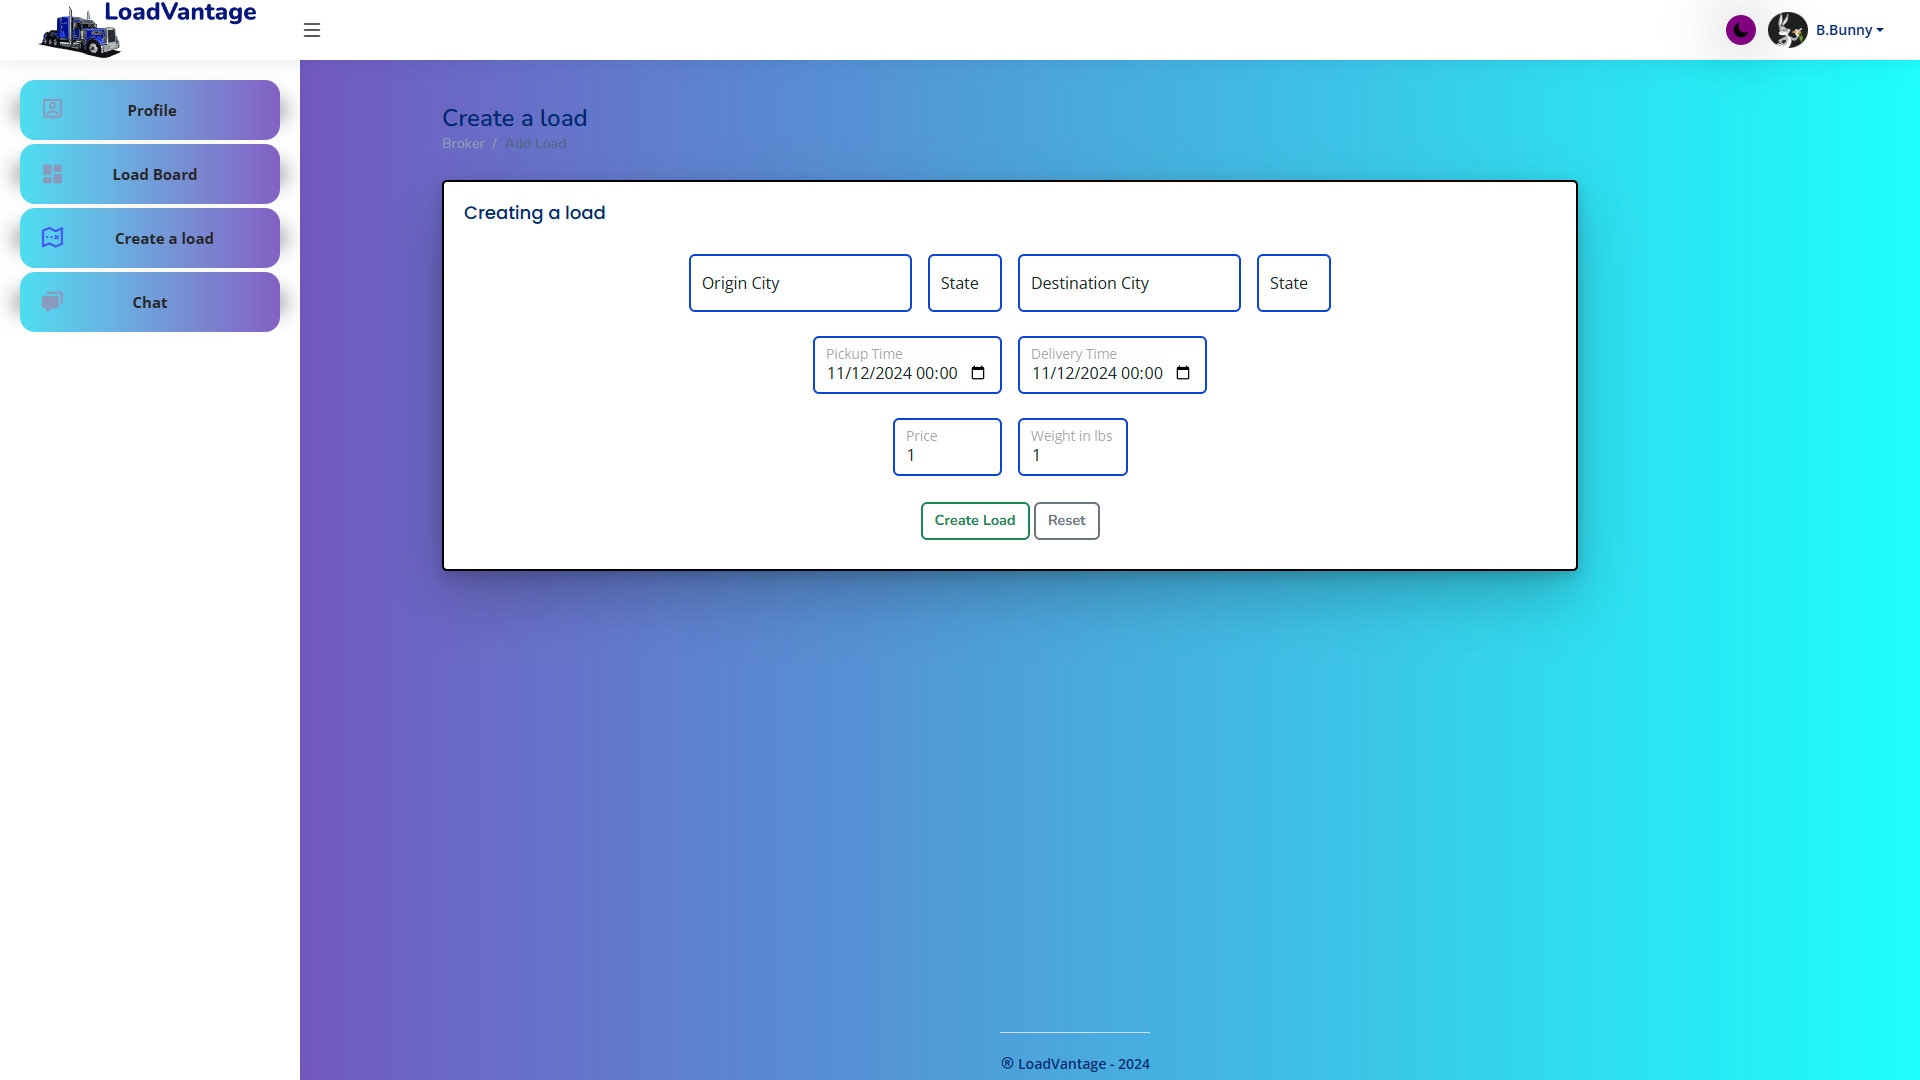 LoadVantage
B.Bunny
Profile
Load Board
Create a load
Chat
Create a load
Broker / Add Load
Creating a load
Origin City State Destination City State
Pickup Time Delivery Time
11/12/2024 00:00 11/12/2024 00:00
Price Weight in lbs
1 1
Create Load Reset
® LoadVantage - 2024